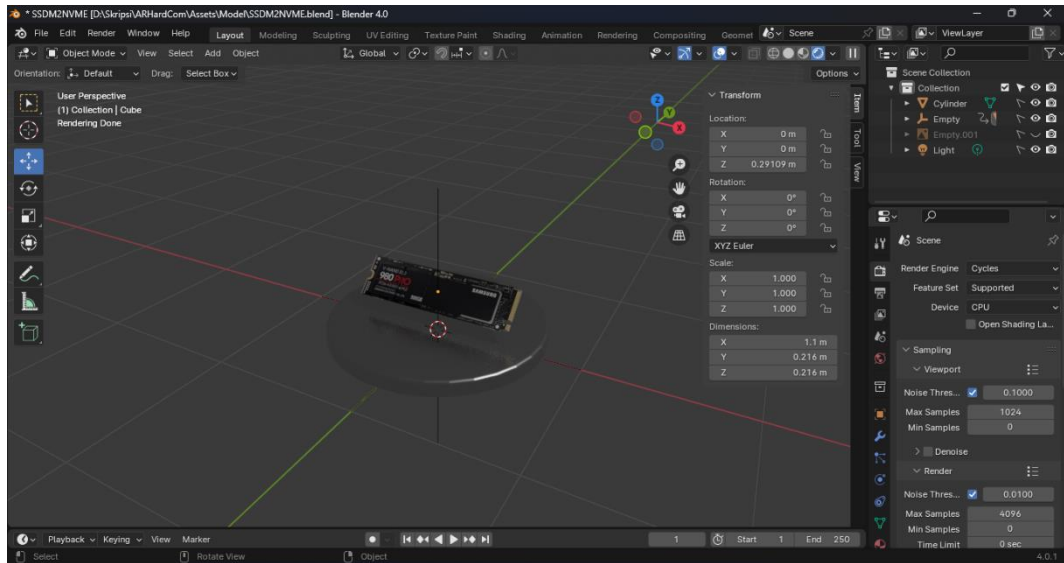 * SSDM2NVME [D:\Skripsi\ARHardCom\Assets\Model\SSDM2NVME.blend] - Blender 4.0
File Edit Render Window Help Layout Modeling Sculpting UV Editing Texture Paint Shading Animation Rendering Compositing Geomet Scene ViewLayer
Object Mode View Select Add Object Global
Orientation: Default Drag: Select Box Options
User Perspective
(1) Collection | Cube
Rendering Done
980 PRO
SAMSUNG
Transform
Location:
X 0 m
Y 0 m
Z 0.29109 m
Rotation:
X 0°
Y 0°
Z 0°
XYZ Euler
Scale:
X 1.000
Y 1.000
Z 1.000
Dimensions:
X 1.1 m
Y 0.216 m
Z 0.216 m
Item
Tool
View
X
Y
Z
Scene Collection
Collection
Cylinder
Empty
Empty.001
Light
Scene
Render Engine Cycles
Feature Set Supported
Device CPU
Open Shading La...
Sampling
Viewport
Noise Thres... 0.1000
Max Samples 1024
Min Samples 0
Denoise
Render
Noise Thres... 0.0100
Max Samples 4096
Min Samples 0
Time Limit 0 sec
Playback Keying View Marker 1 Start 1 End 250
Select Rotate View Object 4.0.1